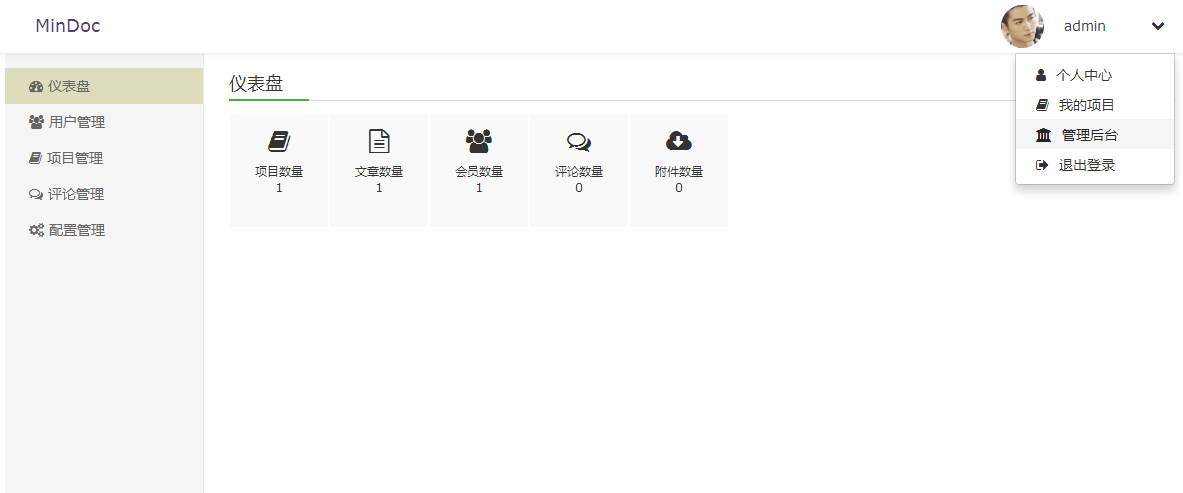 MinDoc
admin
个人中心
我的项目
管理后台
退出登录
仪表盘
用户管理
项目管理
评论管理
配置管理
仪表盘
项目数量
1
文章数量
1
会员数量
1
评论数量
0
附件数量
0